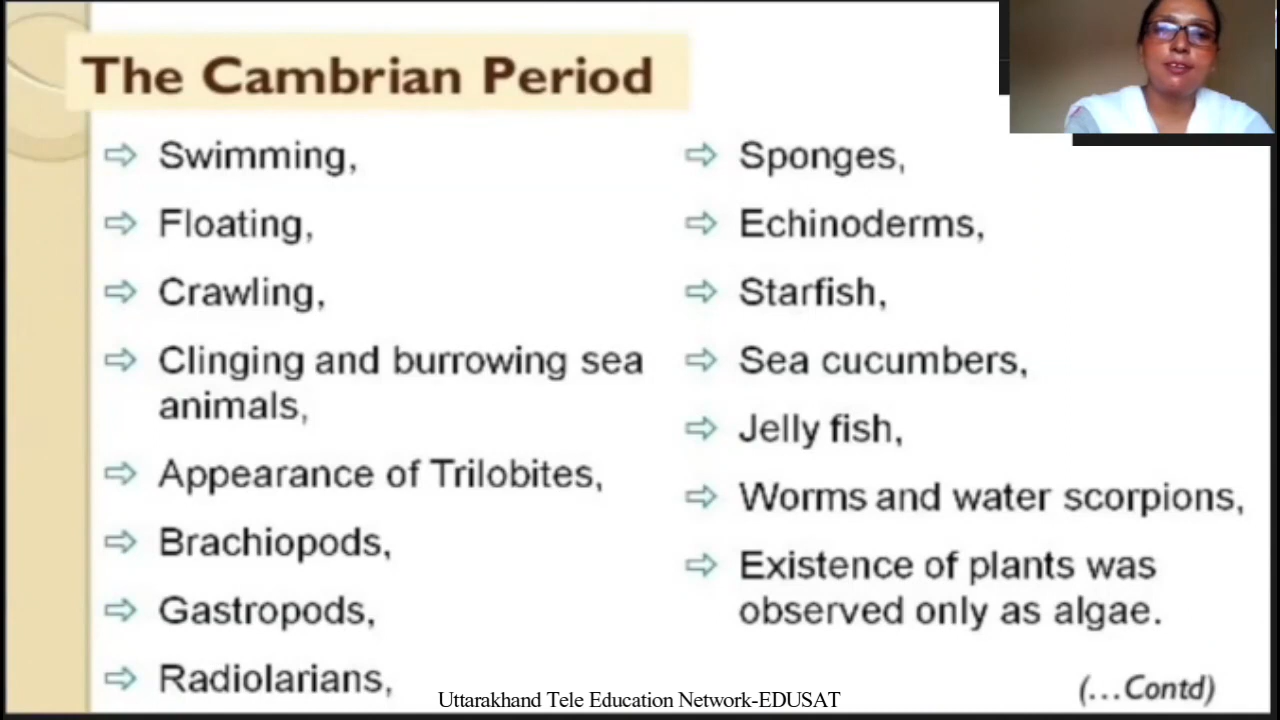 The Cambrian Period
Swimming,
Floating,
Crawling,
Clinging and burrowing sea
animals,
Appearance of Trilobites,
Brachiopods,
Gastropods,
Radiolarians,
Sponges,
Echinoderms,
Starfish,
Sea cucumbers,
Jelly fish,
Worms and water scorpions,
Existence of plants was
observed only as algae.
(...Contd)
Uttarakhand Tele Education Network-EDUSAT